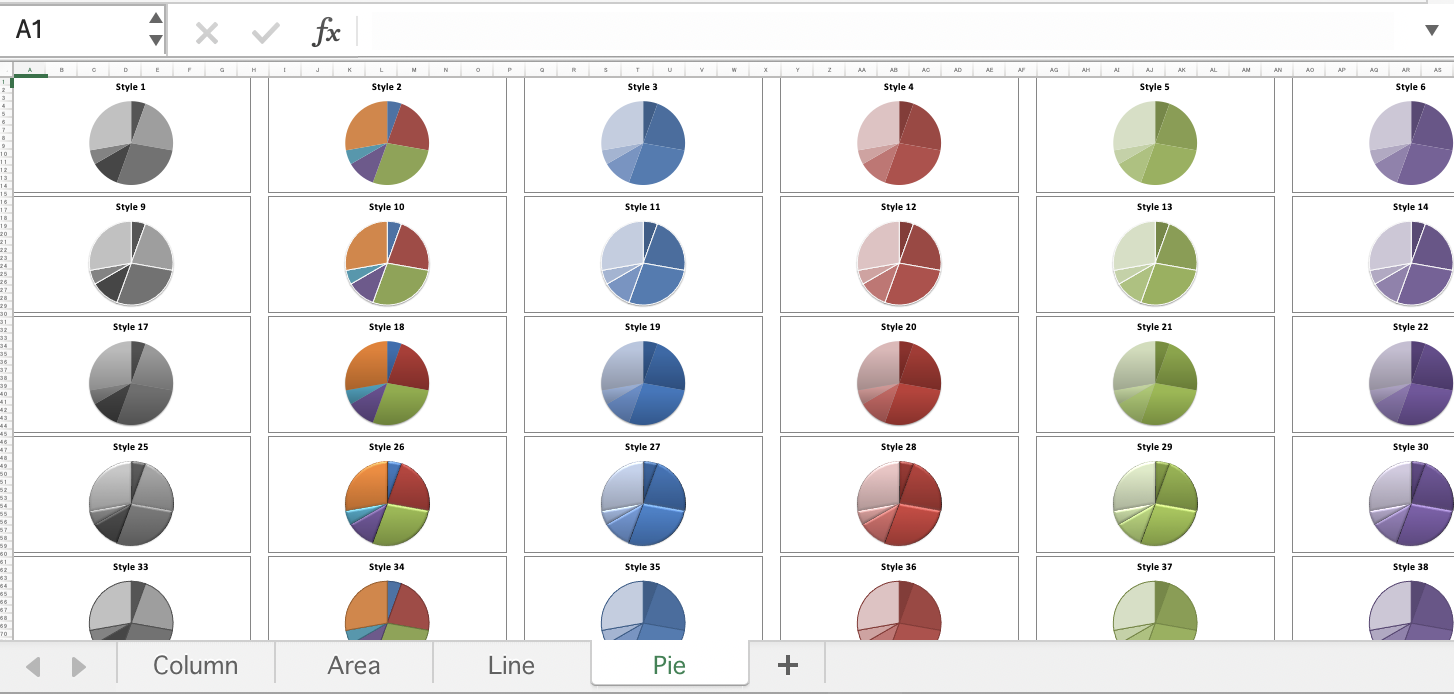 A1
fx
A B C D E F G H I J K L M N O P Q R S T U V W X Y Z AA AB AC AD AE AF AG AH AI AJ AK AL AM AN AO AP AQ AR AS
Style 1 Style 2 Style 3 Style 4 Style 5 Style 6
Style 9 Style 10 Style 11 Style 12 Style 13 Style 14
Style 17 Style 18 Style 19 Style 20 Style 21 Style 22
Style 25 Style 26 Style 27 Style 28 Style 29 Style 30
Style 33 Style 34 Style 35 Style 36 Style 37 Style 38
Column Area Line Pie +